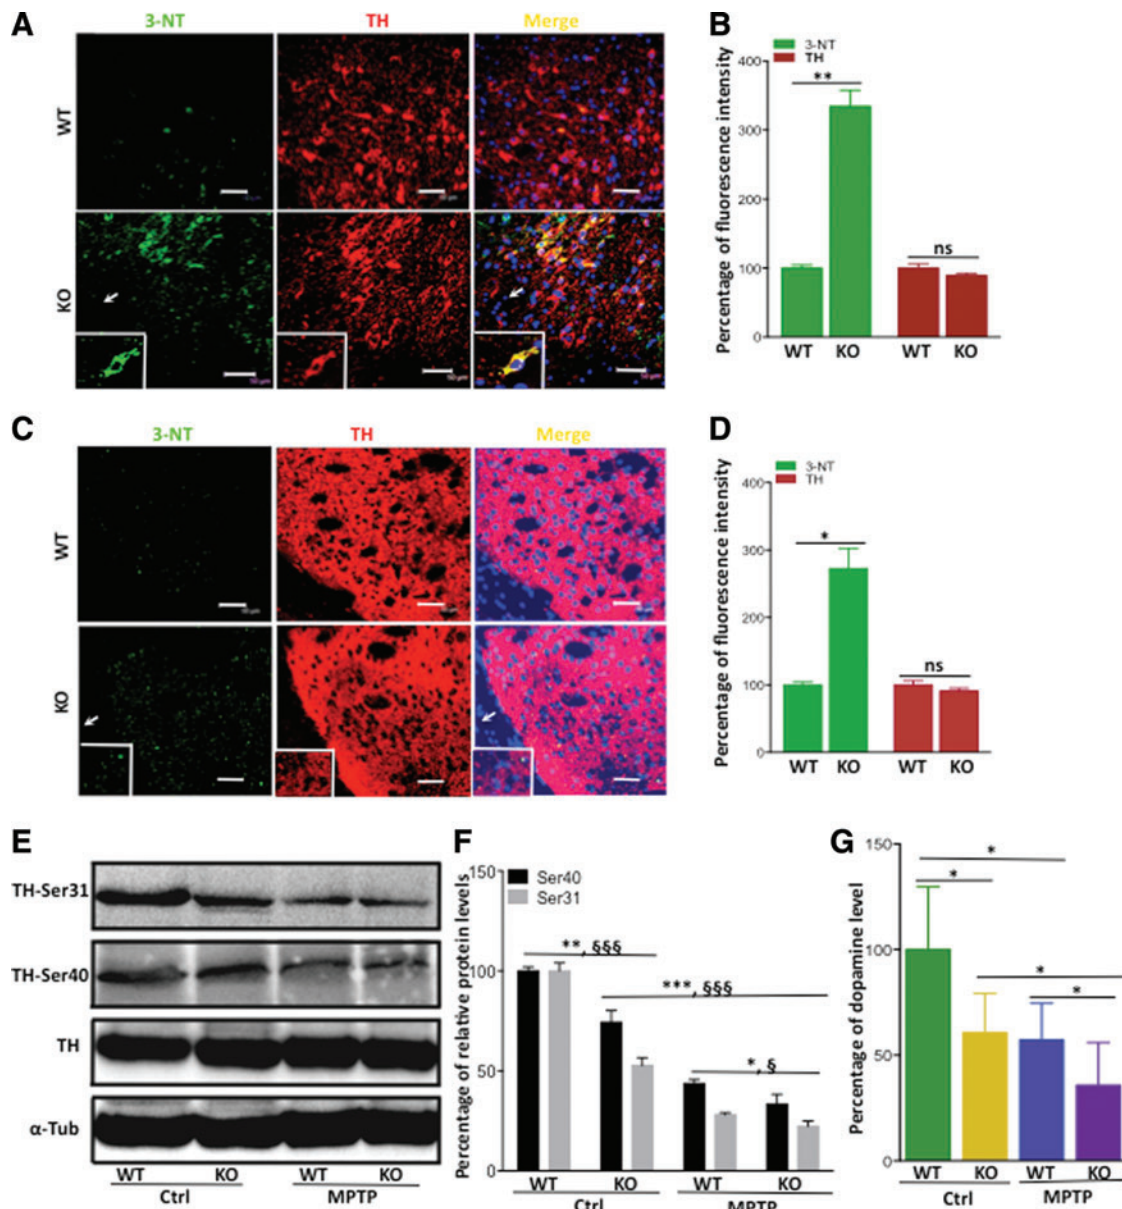 A
3-NT
TH
Merge
WT
KO
50 µm
B
3-NT
TH
Percentage of fluorescence intensity
400
300
200
100
0
**
ns
WT KO WT KO
C
3-NT
TH
Merge
WT
KO
D
3-NT
TH
Percentage of fluorescence intensity
400
300
200
100
0
*
ns
WT KO WT KO
E
TH-Ser31
TH-Ser40
TH
α-Tub
WT KO WT KO
Ctrl MPTP
F
Percentage of relative protein levels
150
100
50
0
Ser40
Ser31
**, §§§
***, §§§
*, §
WT KO WT KO
Ctrl MPTP
G
Percentage of dopamine level
150
100
50
0
*
*
*
*
WT KO WT KO
Ctrl MPTP